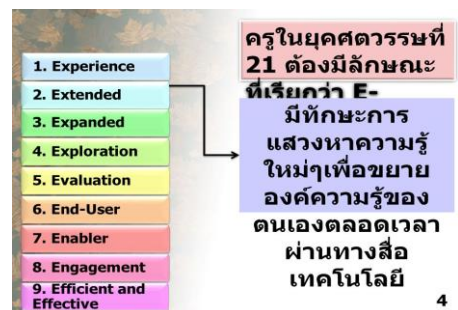 1. Experience
2. Extended
3. Expanded
4. Exploration
5. Evaluation
6. End-User
7. Enabler
8. Engagement
9. Efficient and
Effective
ครูในยุคศตวรรษที่
21 ต้องมีลักษณะ
ที่เรียกว่า E-
มีทักษะการ
แสวงหาความรู้
ใหม่ๆเพื่อขยาย
องค์ความรู้ของ
ตนเองตลอดเวลา
ผ่านทางสื่อ
เทคโนโลยี
4